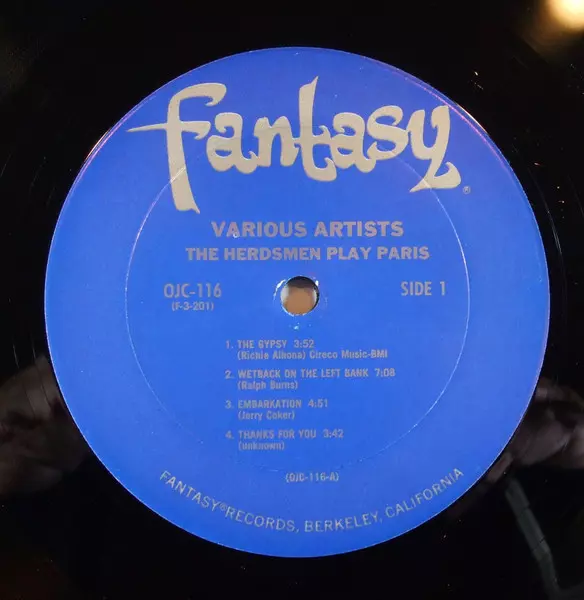 fantasy®
VARIOUS ARTISTS
THE HERDSMEN PLAY PARIS
OJC-116 SIDE 1
(F-3-201)
1. THE GYPSY 3:52
(Richie Albona) Cireco Music-BMI
2. WETBACK ON THE LEFT BANK 7:08
(Ralph Burns)
3. EMBARKATION 4:51
(Jerry Coker)
4. THANKS FOR YOU 3:42
(unknown)
(OJC-116-A)
FANTASY® RECORDS, BERKELEY, CALIFORNIA